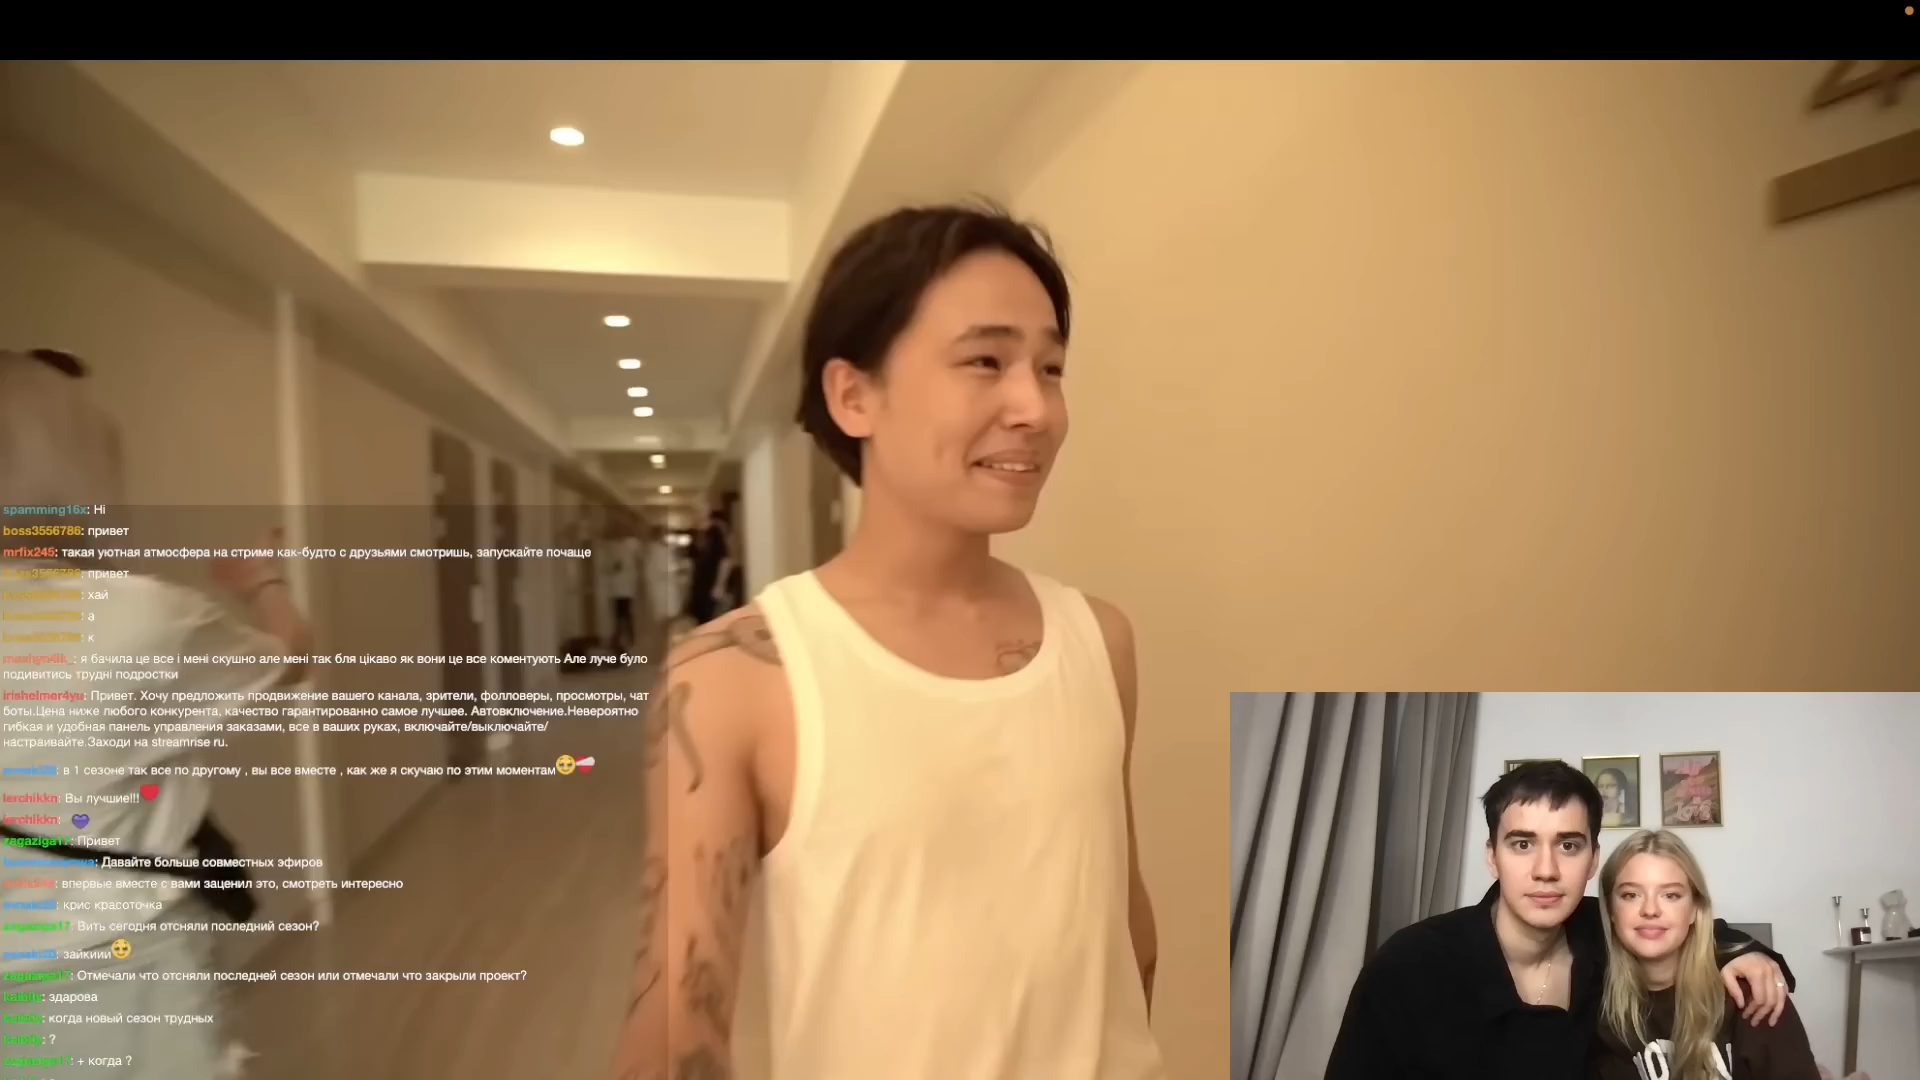 4
spamming16x: Hi
boss3556786: привет
mrfix245: такая уютная атмосфера на стриме как-будто с друзьями смотришь, запускайте почаще
boss3556786: привет
: хай
: а
: к
: я бачила це все і мені скушно але мені так бля цікаво як вони це все коментують Але луче було
подивитись трудні подростки
irishelmer4yu: Привет. Хочу предложить продвижение вашего канала, зрители, фолловеры, просмотры, чат
боты.Цена ниже любого конкурента, качество гарантированно самое лучшее. Автовключение.Невероятно
гибкая и удобная панель управления заказами, все в ваших руках, включайте/выключайте/
настраивайте.Заходи на streamrise ru.
: в 1 сезоне так все по другому , вы все вместе , как же я скучаю по этим моментам
lerchikkn: Вы лучшие!!!
lerchikkn:
zagaziga17: Привет
: Давайте больше совместных эфиров
: впервые вместе с вами заценил это, смотреть интересно
: крис красоточка
zagaziga17: Вить сегодня отсняли последний сезон?
: зайкиии
zagaziga17: Отмечали что отсняли последней сезон или отмечали что закрыли проект?
: здарова
: когда новый сезон трудных
: ?
zagaziga17: + когда ?